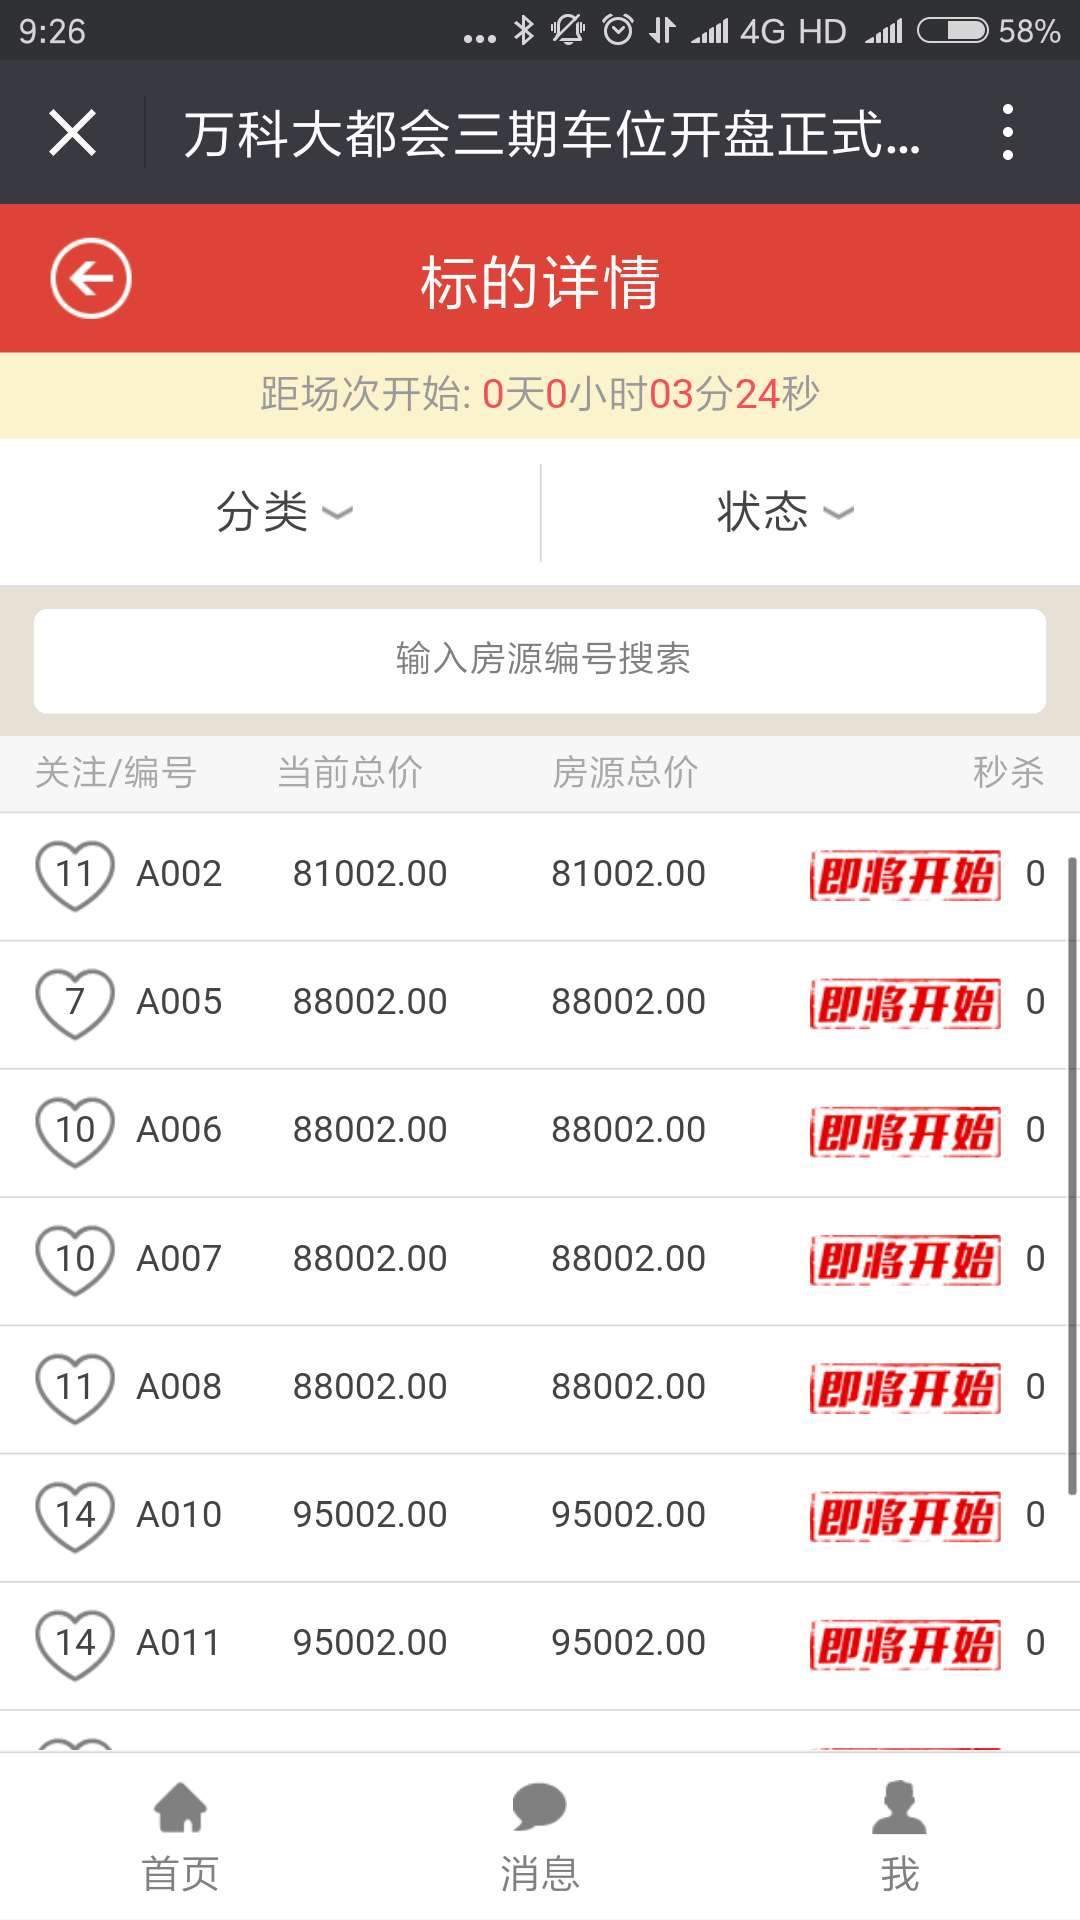 9:26 ... 4G HD 58%
万科大都会三期车位开盘正式...
标的详情
距场次开始: 0天0小时03分24秒
分类 状态
输入房源编号搜索
关注/编号 当前总价 房源总价 秒杀
11 A002 81002.00 81002.00 即将开始 0
7 A005 88002.00 88002.00 即将开始 0
10 A006 88002.00 88002.00 即将开始 0
10 A007 88002.00 88002.00 即将开始 0
11 A008 88002.00 88002.00 即将开始 0
14 A010 95002.00 95002.00 即将开始 0
14 A011 95002.00 95002.00 即将开始 0
首页 消息 我